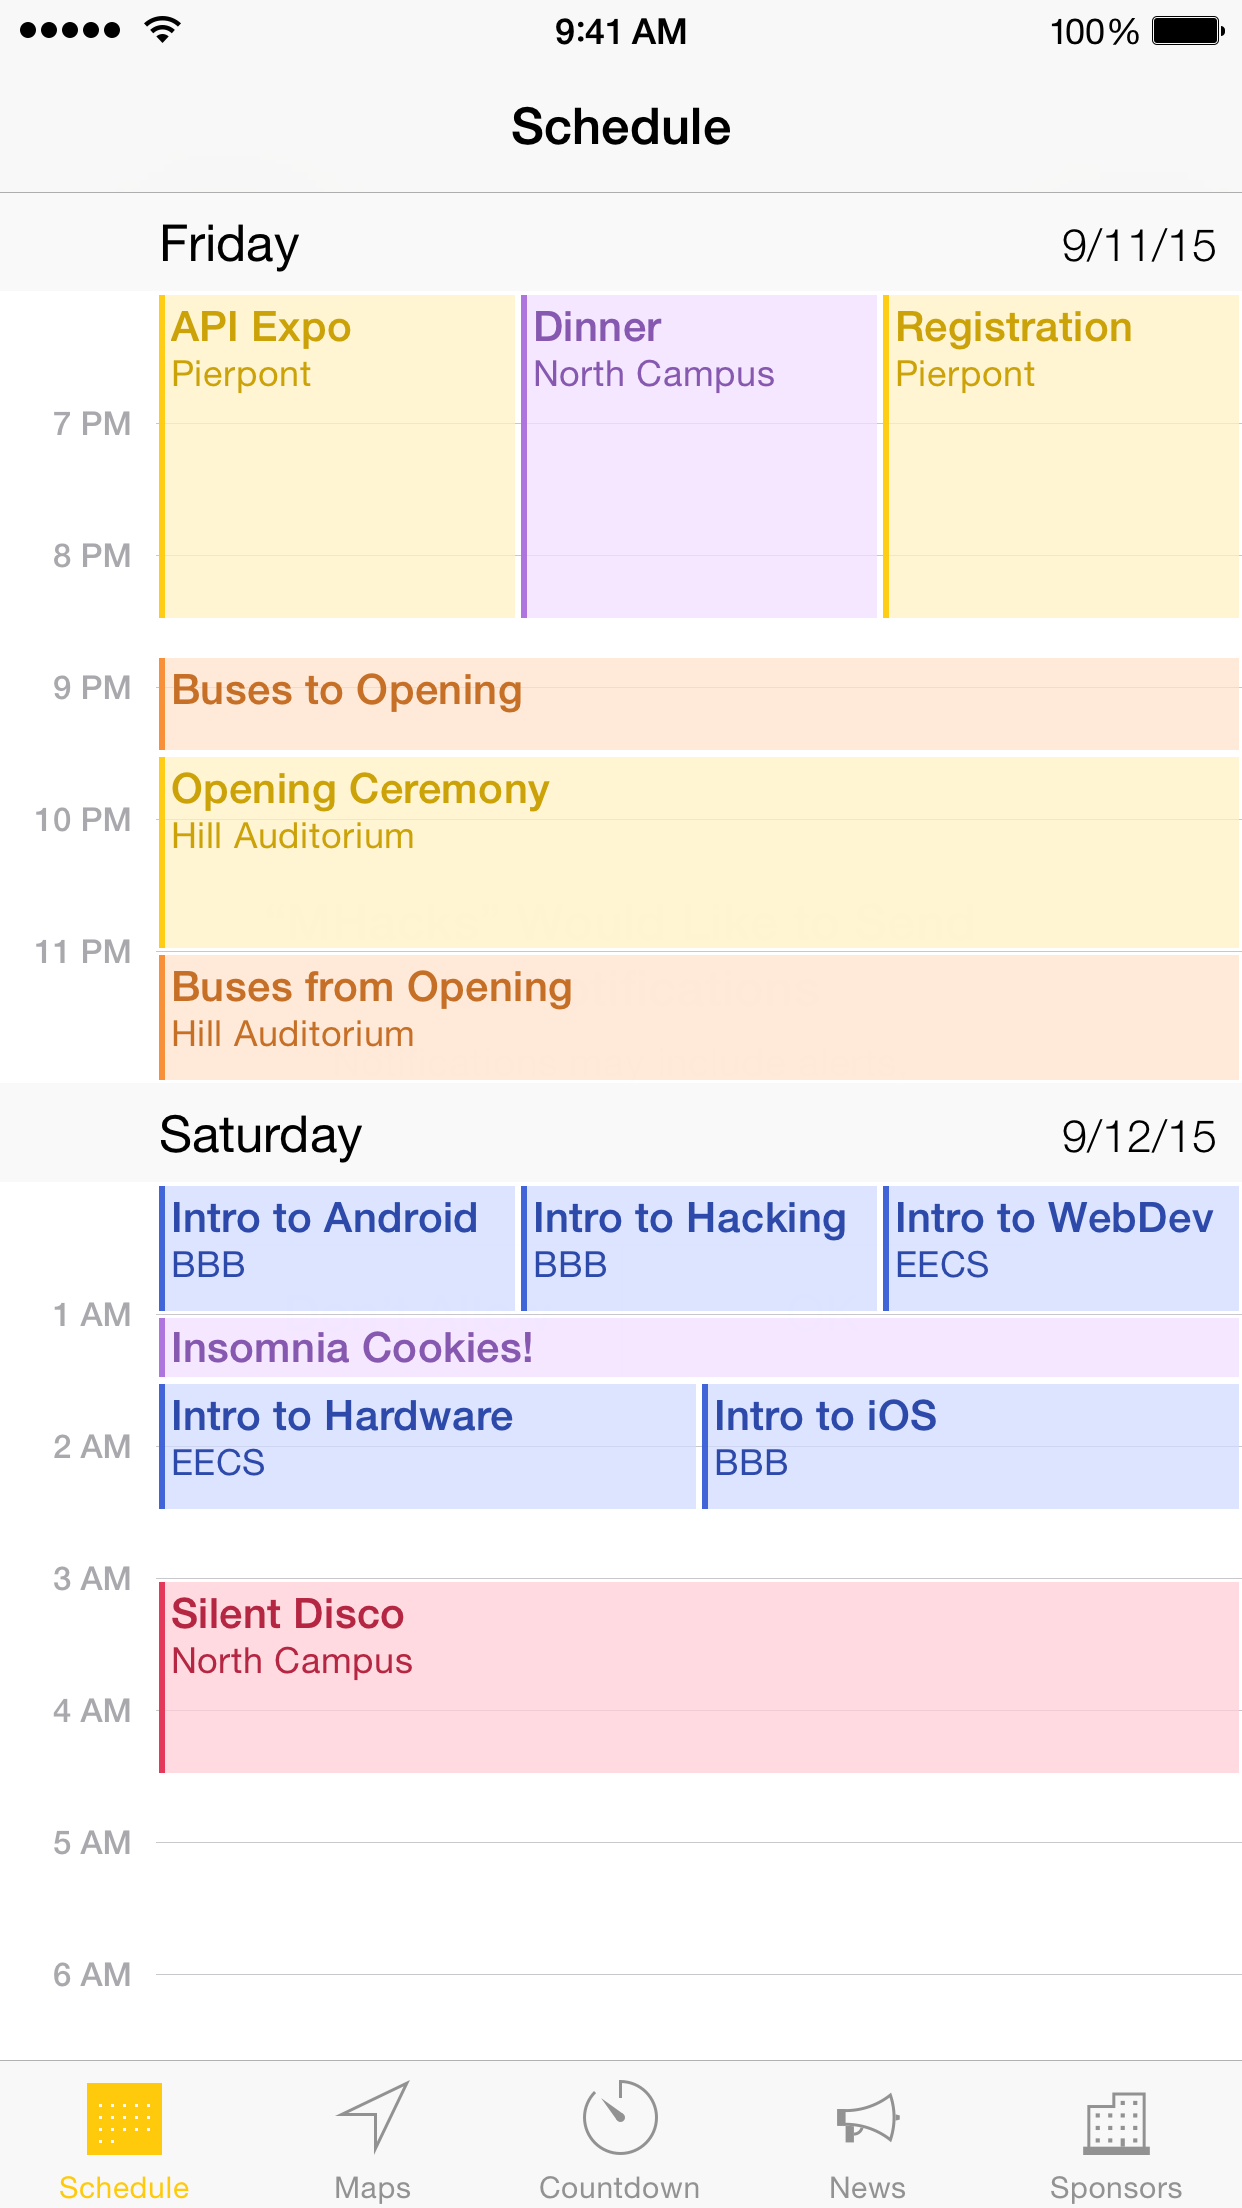 9:41 AM
100%
Schedule
Friday
9/11/15
API Expo
Pierpont
Dinner
North Campus
Registration
Pierpont
7 PM
8 PM
9 PM
Buses to Opening
Opening Ceremony
10 PM
Hill Auditorium
11 PM
Buses from Opening
Hill Auditorium
Saturday
9/12/15
Intro to Android
BBB
Intro to Hacking
BBB
Intro to WebDev
EECS
1 AM
Insomnia Cookies!
Intro to Hardware
EECS
Intro to iOS
BBB
2 AM
3 AM
Silent Disco
North Campus
4 AM
5 AM
6 AM
Schedule
Maps
Countdown
News
Sponsors